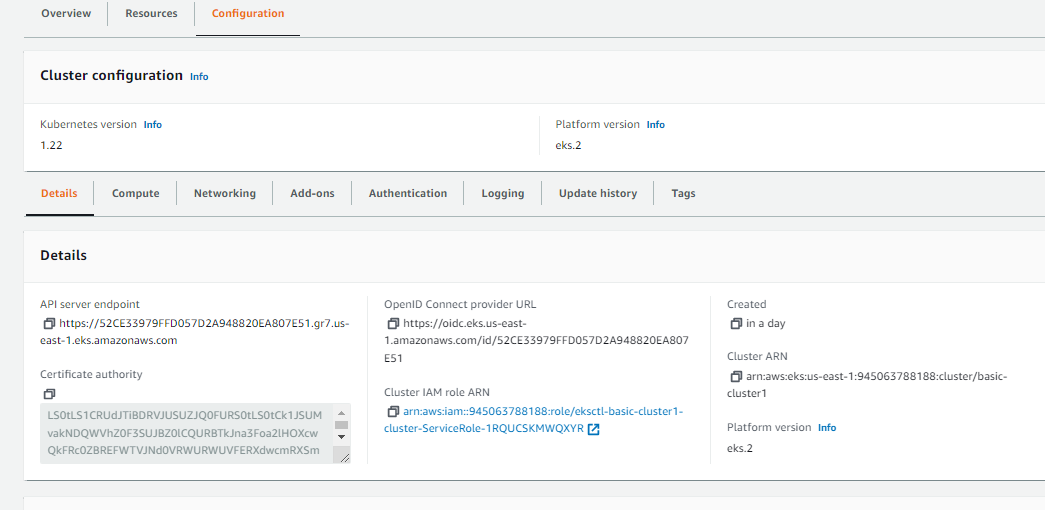 Overview Resources Configuration
Cluster configuration Info
Kubernetes version Info
1.22
Platform version Info
eks.2
Details Compute Networking Add-ons Authentication Logging Update history Tags
Details
API server endpoint
https://52CE33979FFD057D2A948820EA807E51.gr7.us-
east-1.eks.amazonaws.com
Certificate authority
LS0tLS1CRUdJTiBDRVJUSUZJQ0FURS0tLS0tCk1JSUM
vakNDQWVhZ0F3SUJBZ0lCQURBTkJna3Foa2lHOXcw
QkFRc0ZBREFWTVJNd0VRWURWUVFERXdwcmRXSm
OpenID Connect provider URL
https://oidc.eks.us-east-
1.amazonaws.com/id/52CE33979FFD057D2A948820EA807
E51
Cluster IAM role ARN
arn:aws:iam::945063788188:role/eksctl-basic-cluster1-
cluster-ServiceRole-1RQUCSKMWQXYR
Created
in a day
Cluster ARN
arn:aws:eks:us-east-1:945063788188:cluster/basic-
cluster1
Platform version Info
eks.2